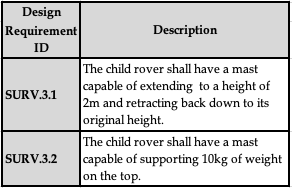 Design
Requirement
ID
Description
SURV.3.1
The child rover shall have a mast
capable of extending  to a height of
2m and retracting back down to its
original height.
SURV.3.2
The child rover shall have a mast
capable of supporting 10kg of weight
on the top.